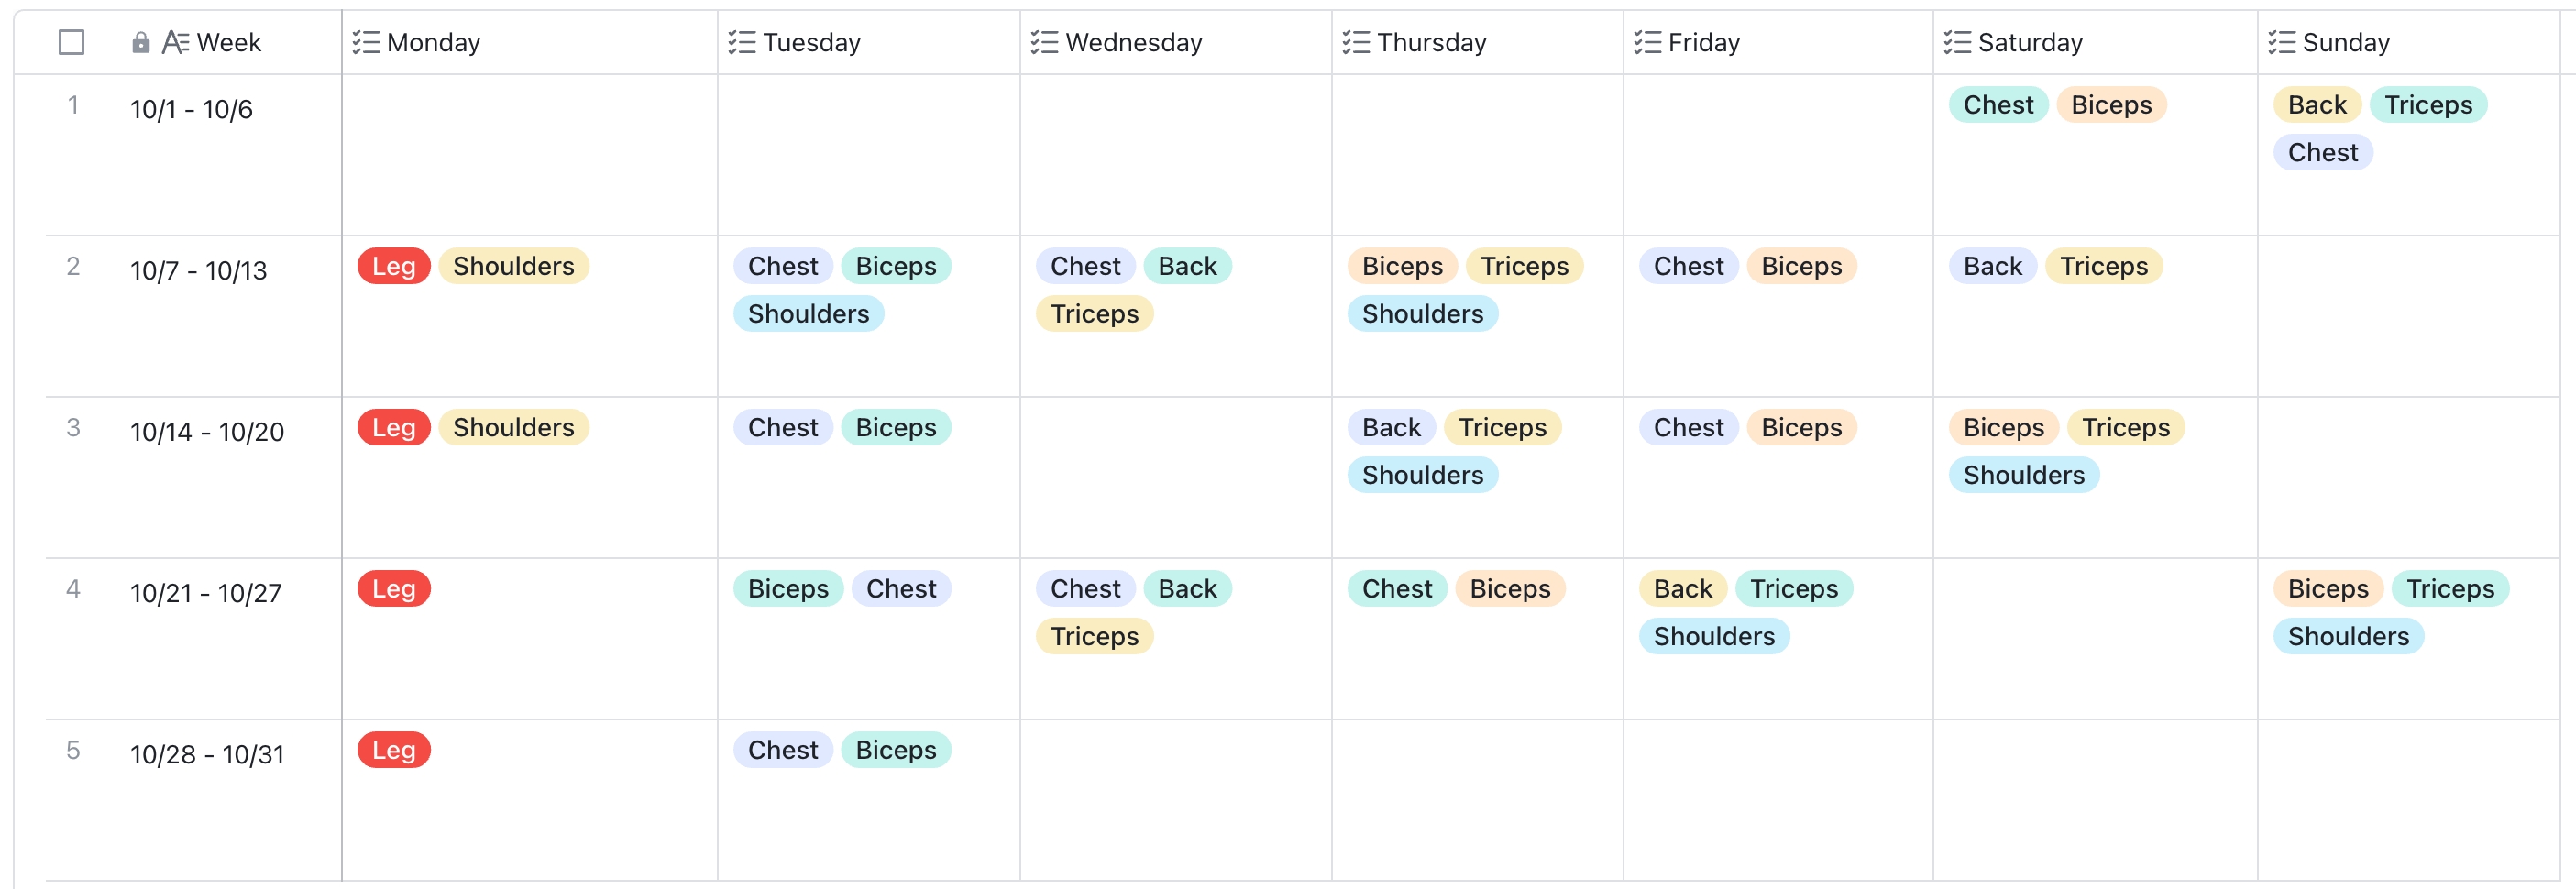 Week Monday Tuesday Wednesday Thursday Friday Saturday Sunday
1 10/1 - 10/6 Chest Biceps Back Triceps
Chest
2 10/7 - 10/13 Leg Shoulders Chest Biceps Chest Back Biceps Triceps Chest Biceps Back Triceps
Shoulders Triceps Shoulders
3 10/14 - 10/20 Leg Shoulders Chest Biceps Back Triceps Chest Biceps Biceps Triceps
Shoulders Shoulders
4 10/21 - 10/27 Leg Biceps Chest Chest Back Chest Biceps Back Triceps Biceps Triceps
Triceps Shoulders Shoulders
5 10/28 - 10/31 Leg Chest Biceps